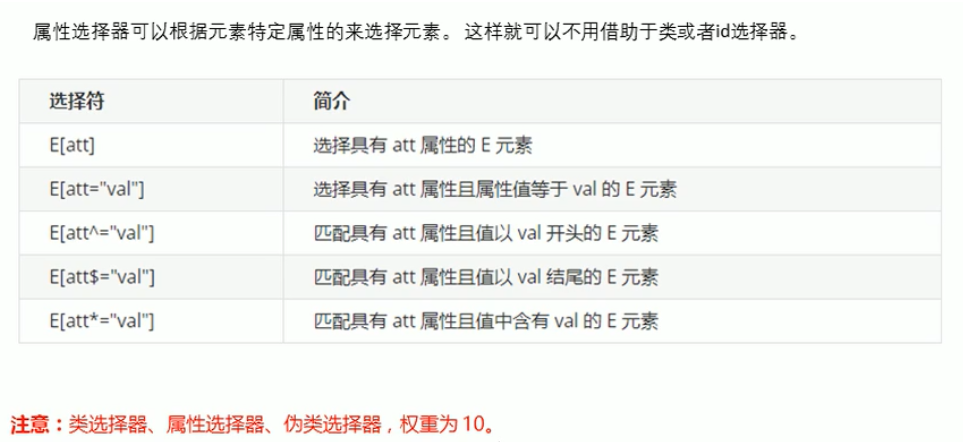 属性选择器可以根据元素特定属性的来选择元素。 这样就可以不用借助于类或者id选择器。
选择符 简介
E[att] 选择具有 att 属性的 E 元素
E[att="val"] 选择具有 att 属性且属性值等于 val 的 E 元素
E[att^="val"] 匹配具有 att 属性且值以 val 开头的 E 元素
E[att$="val"] 匹配具有 att 属性且值以 val 结尾的 E 元素
E[att*="val"] 匹配具有 att 属性且值中含有 val 的 E 元素
注意：类选择器、属性选择器、伪类选择器，权重为 10。